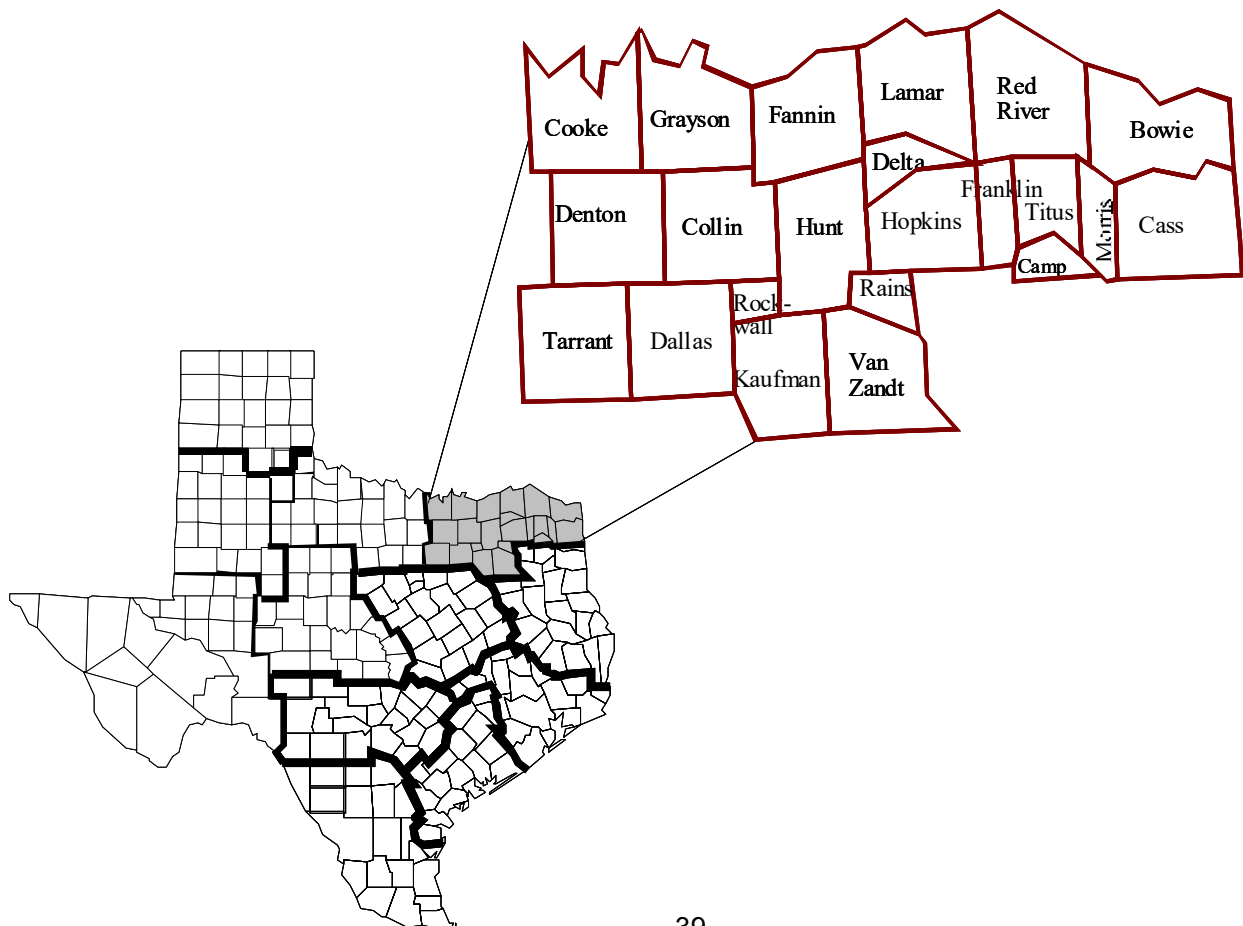 Cooke
Grayson
Fannin
Lamar
Red
River
Bowie
Delta
Denton
Collin
Hunt
Hopkins
Franklin
Titus
Morris
Cass
Camp
Rains
Rock-
wall
Tarrant
Dallas
Kaufman
Van
Zandt
39